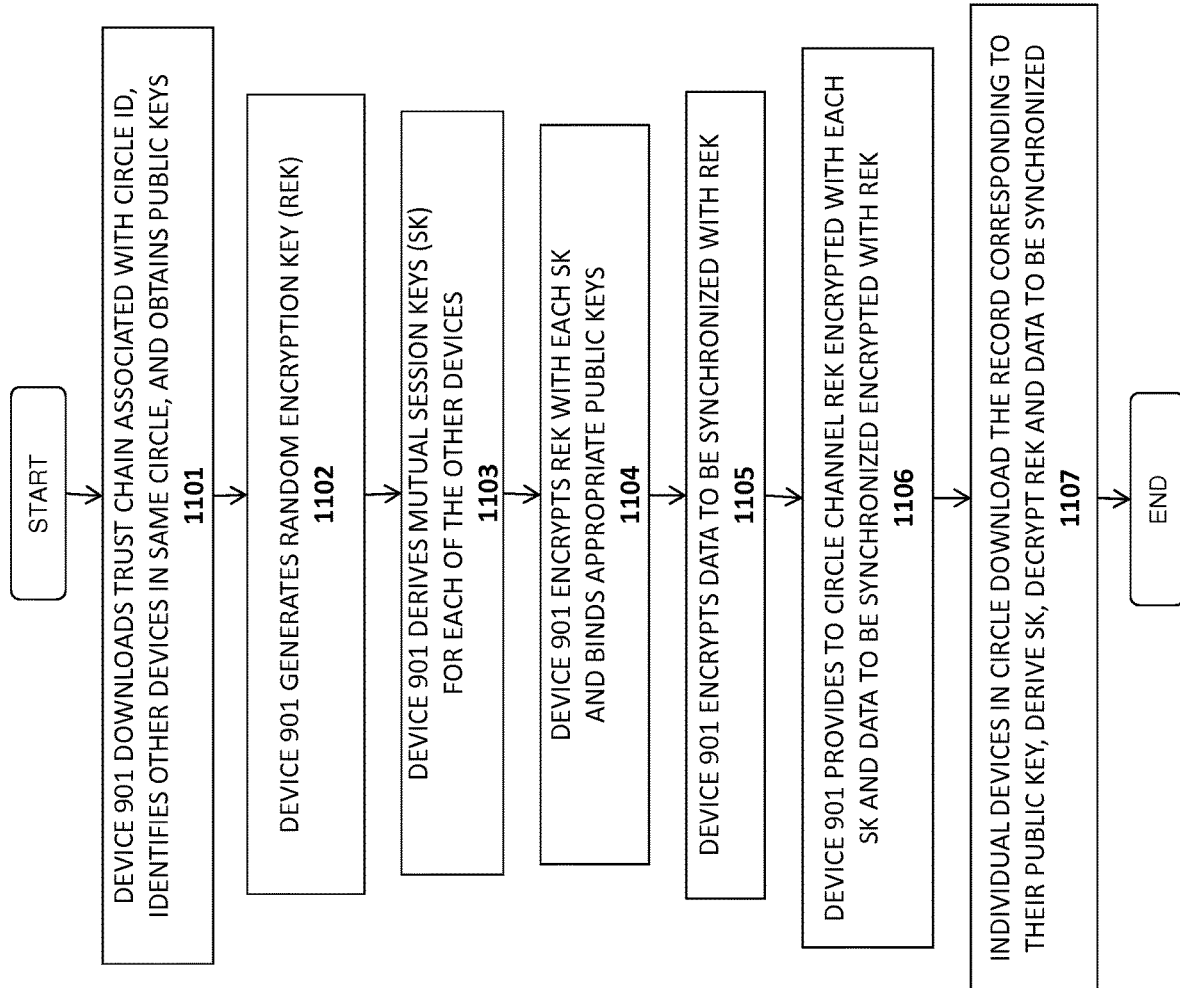 START
DEVICE 901 DOWNLOADS TRUST CHAIN ASSOCIATED WITH CIRCLE ID,
IDENTIFIES OTHER DEVICES IN SAME CIRCLE, AND OBTAINS PUBLIC KEYS
1101
DEVICE 901 GENERATES RANDOM ENCRYPTION KEY (REK)
1102
DEVICE 901 DERIVES MUTUAL SESSION KEYS (SK)
FOR EACH OF THE OTHER DEVICES
1103
DEVICE 901 ENCRYPTS REK WITH EACH SK
AND BINDS APPROPRIATE PUBLIC KEYS
1104
DEVICE 901 ENCRYPTS DATA TO BE SYNCHRONIZED WITH REK
1105
DEVICE 901 PROVIDES TO CIRCLE CHANNEL REK ENCRYPTED WITH EACH
SK AND DATA TO BE SYNCHRONIZED ENCRYPTED WITH REK
1106
INDIVIDUAL DEVICES IN CIRCLE DOWNLOAD THE RECORD CORRESPONDING TO
THEIR PUBLIC KEY, DERIVE SK, DECRYPT REK AND DATA TO BE SYNCHRONIZED
1107
END